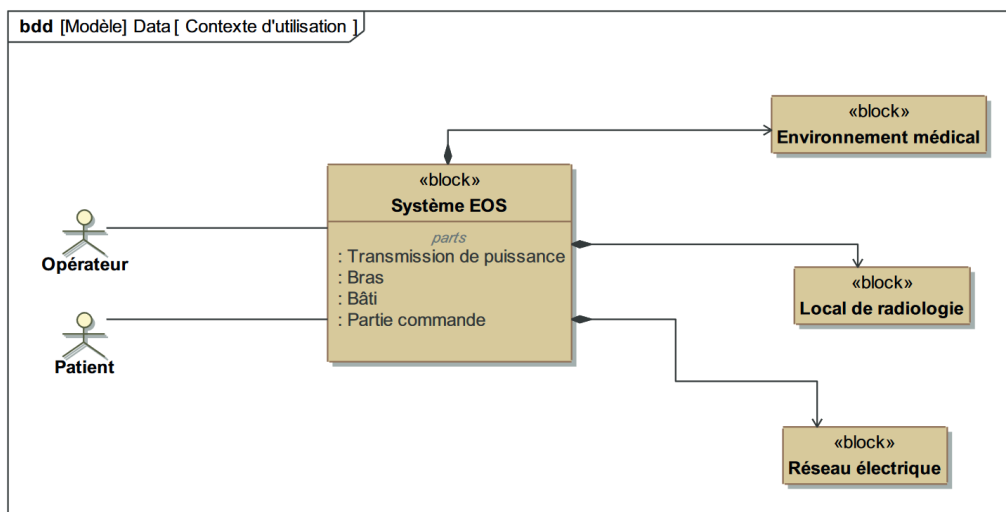 bdd [Modèle] Data [ Contexte d'utilisation ]
«block»
Environnement médical
«block»
Système EOS
parts
: Transmission de puissance
: Bras
: Bâti
: Partie commande
Opérateur
Patient
«block»
Local de radiologie
«block»
Réseau électrique